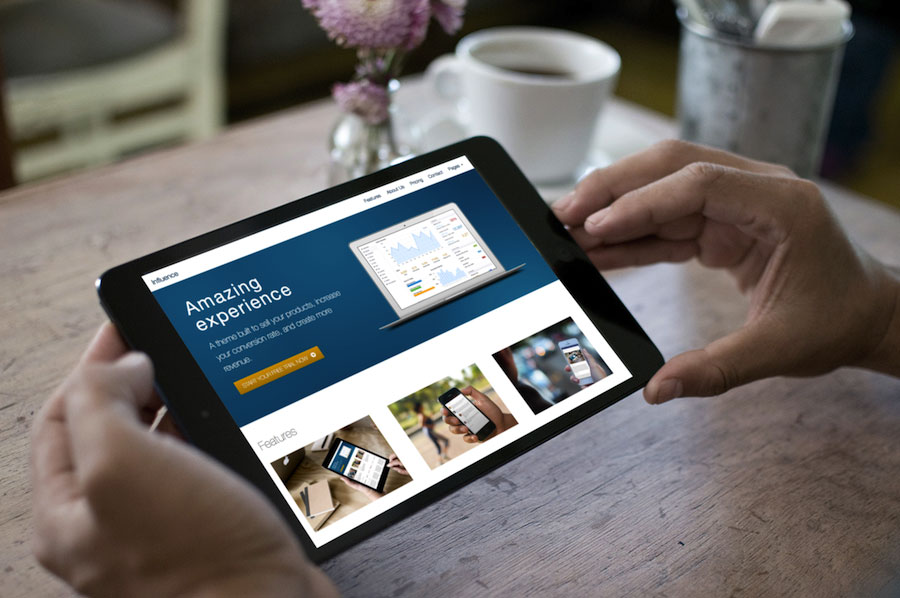 Features About Us Pricing Contact Pages
Influence
Amazing
experience
A theme built to sell your products, increase
your conversion rate, and create more
revenue.
START YOUR FREE TRIAL NOW
Features